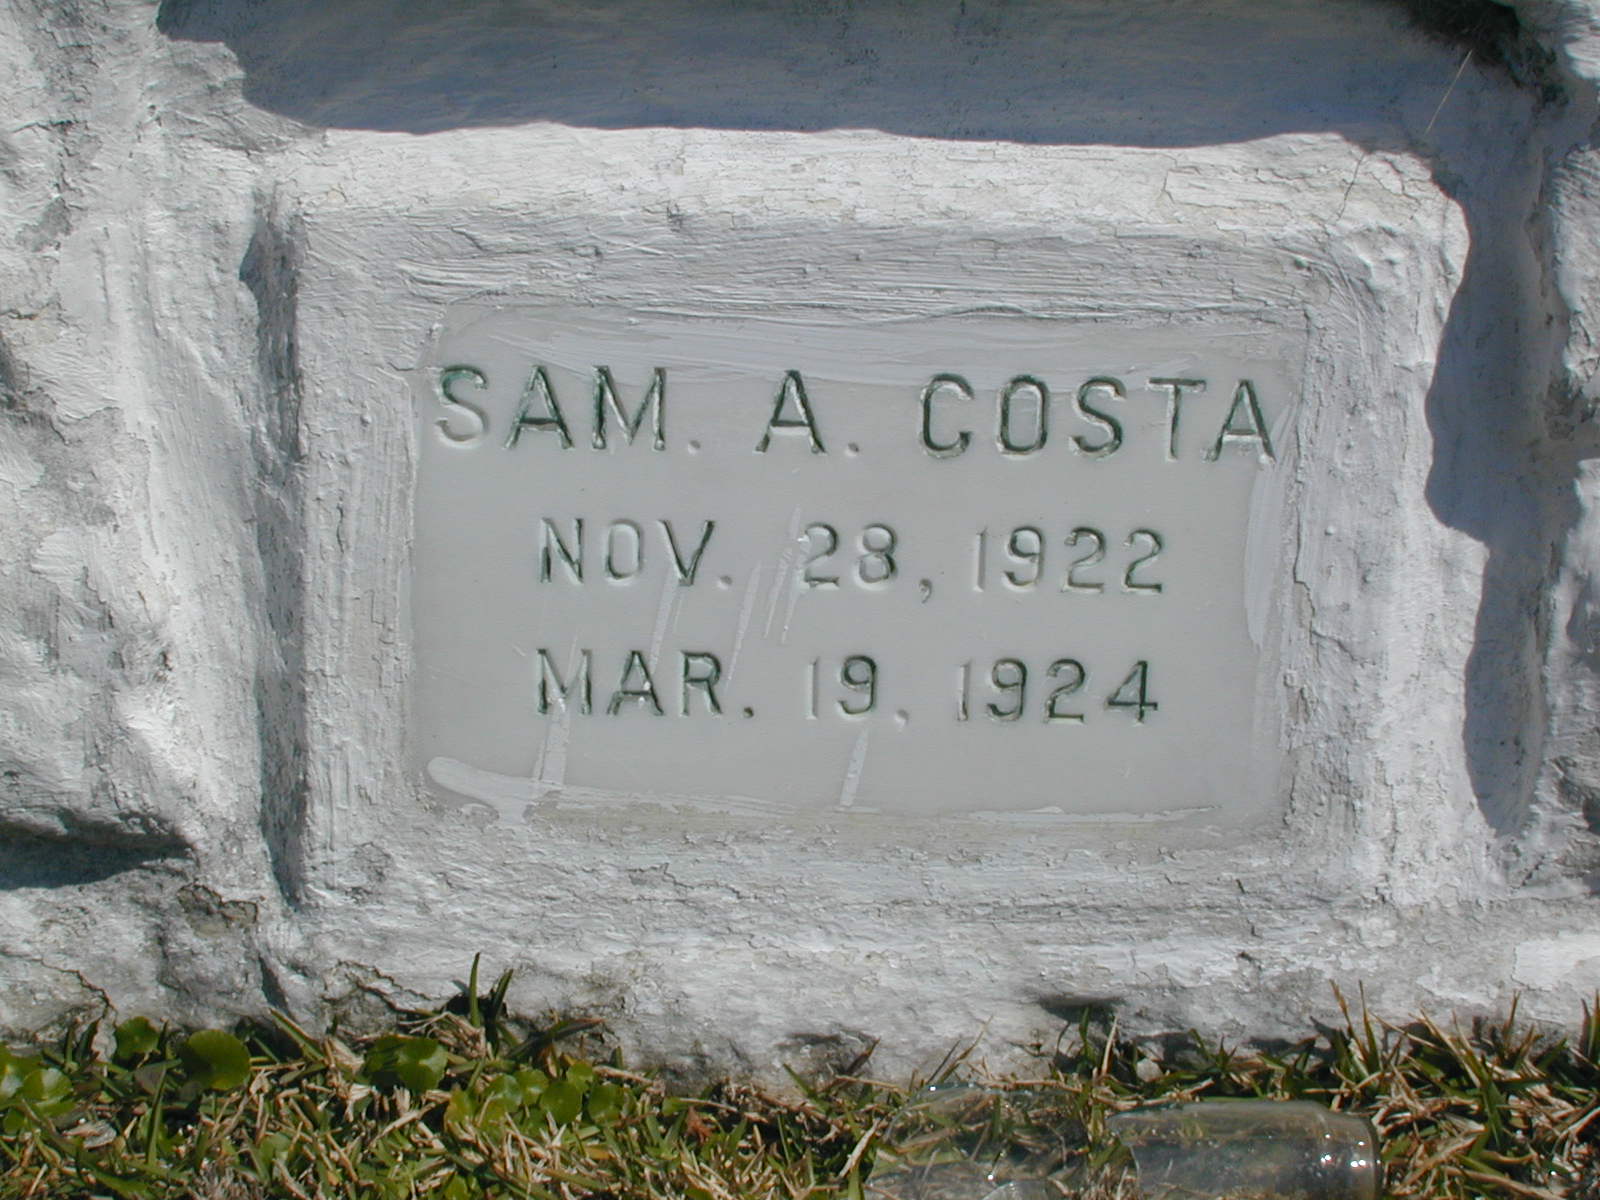 SAM. A. COSTA
NOV. 28, 1922
MAR. 19, 1924